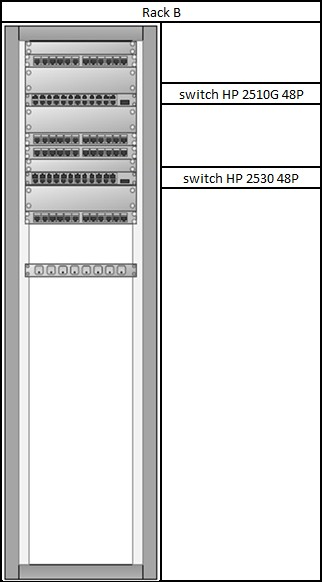 Rack B
switch HP 2510G 48P
switch HP 2530 48P